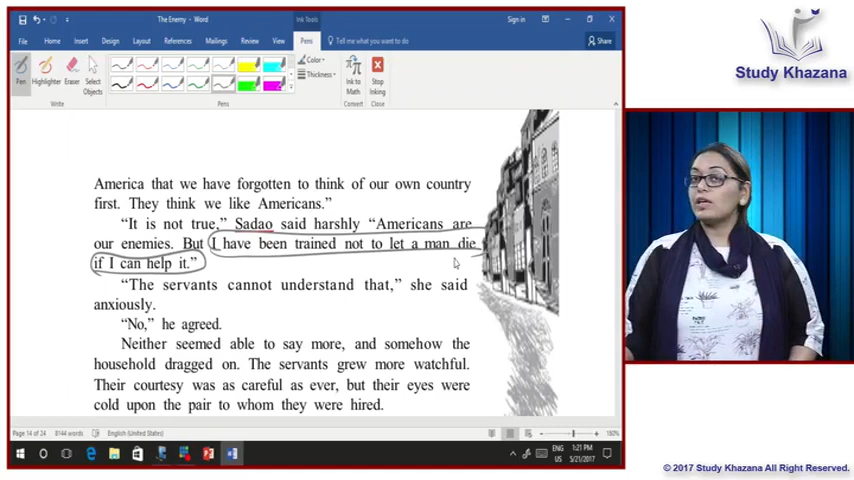 The Enemy - Word
Ink Tools
Sign in
File
Home
Insert
Design
Layout
References
Mailings
Review
View
Pens
Tell me what you want to do
Share
Pen
Highlighter
Eraser
Select
Objects
Color
Thickness
Ink to
Math
Stop
Inking
Write
Pens
Convert
Close
Study Khazana
America that we have forgotten to think of our own country
first. They think we like Americans.”
“It is not true,” Sadao said harshly “Americans are
our enemies. But I have been trained not to let a man die
if I can help it.”
“The servants cannot understand that,” she said
anxiously.
“No,” he agreed.
Neither seemed able to say more, and somehow the
household dragged on. The servants grew more watchful.
Their courtesy was as careful as ever, but their eyes were
cold upon the pair to whom they were hired.
Page 14 of 24
8144 words
English (United States)
180%
ENG
US
1:21 PM
5/21/2017
© 2017 Study Khazana All Right Reserved.